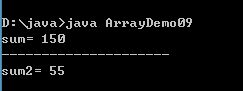 D:\java>java ArrayDemo09
sum= 150
---------------------
sum2= 55